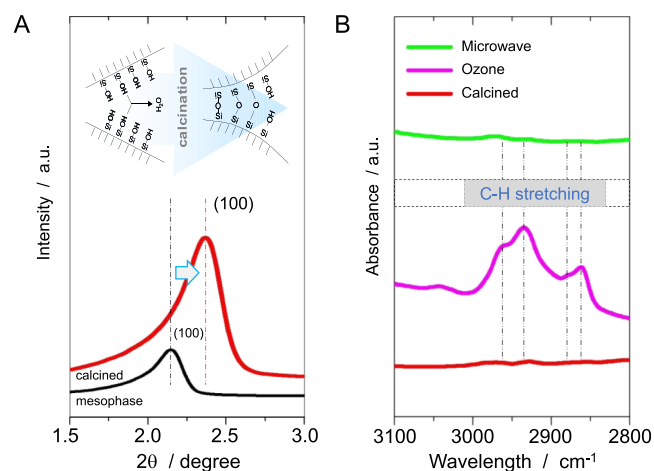 A
Intensity / a.u.
calcination
H₂O
(100)
(100)
calcined
mesophase
1.5 2.0 2.5 3.0
2θ / degree
B
Absorbance / a.u.
Microwave
Ozone
Calcined
C-H stretching
3100 3000 2900 2800
Wavelength / cm⁻¹